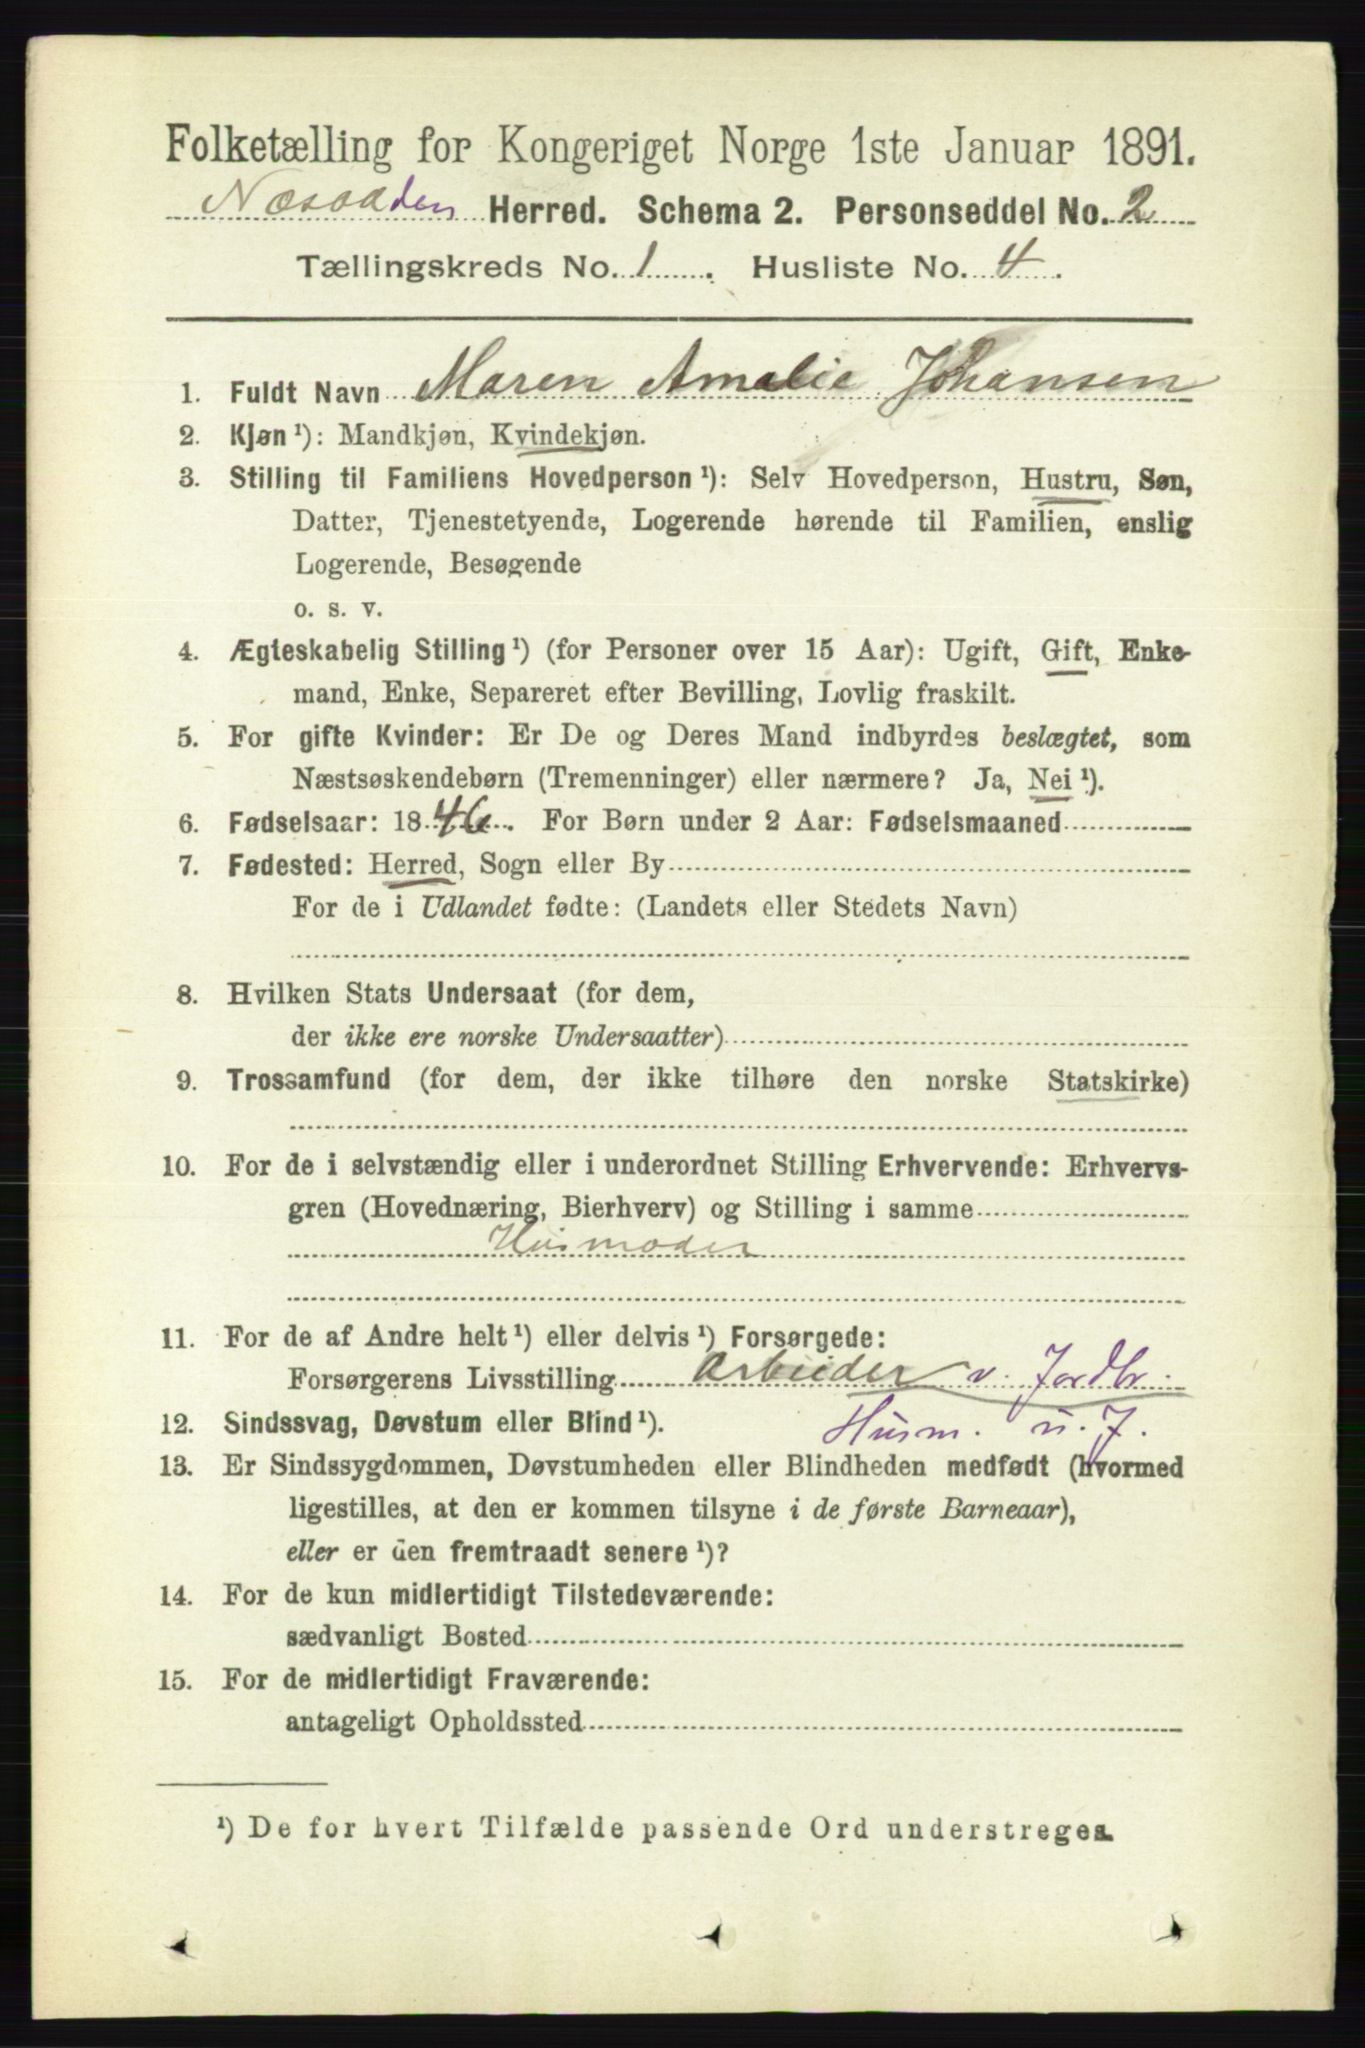 Folketælling for Kongeriget Norge 1ste Januar 1891.
Næsodden Herred. Schema 2. Personseddel No. 2
Tællingskreds No. 1. Husliste No. 4.
1. Fuldt Navn Maren Amalie Johansen
2. Kjøn ¹): Mandkjøn, Kvindekjøn.
3. Stilling til Familiens Hovedperson ¹): Selv Hovedperson, Hustru, Søn,
Datter, Tjenestetyende, Logerende hørende til Familien, enslig
Logerende, Besøgende
o. s. v.
4. Ægteskabelig Stilling ¹) (for Personer over 15 Aar): Ugift, Gift, Enke-
mand, Enke, Separeret efter Bevilling, Lovlig fraskilt.
5. For gifte Kvinder: Er De og Deres Mand indbyrdes beslægtet, som
Næstsøskendebørn (Tremenninger) eller nærmere? Ja, Nei ¹).
6. Fødselsaar: 1846. For Børn under 2 Aar: Fødselsmaaned
7. Fødested: Herred, Sogn eller By
For de i Udlandet fødte: (Landets eller Stedets Navn)
8. Hvilken Stats Undersaat (for dem,
der ikke ere norske Undersaatter)
9. Trossamfund (for dem, der ikke tilhøre den norske Statskirke)
10. For de i selvstændig eller i underordnet Stilling Erhvervende: Erhvervs-
gren (Hovednæring, Bierhverv) og Stilling i samme
Husmoder
11. For de af Andre helt ¹) eller delvis ¹) Forsørgede:
Forsørgerens Livsstilling Arbeider v. Jordbr.
12. Sindssvag, Døvstum eller Blind ¹). Husm. u. J.
13. Er Sindssygdommen, Døvstumheden eller Blindheden medfødt (hvormed
ligestilles, at den er kommen tilsyne i de første Barneaar),
eller er den fremtraadt senere ¹)?
14. For de kun midlertidigt Tilstedeværende:
sædvanligt Bosted
15. For de midlertidigt Fraværende:
antageligt Opholdssted
¹) De for hvert Tilfælde passende Ord understreges.